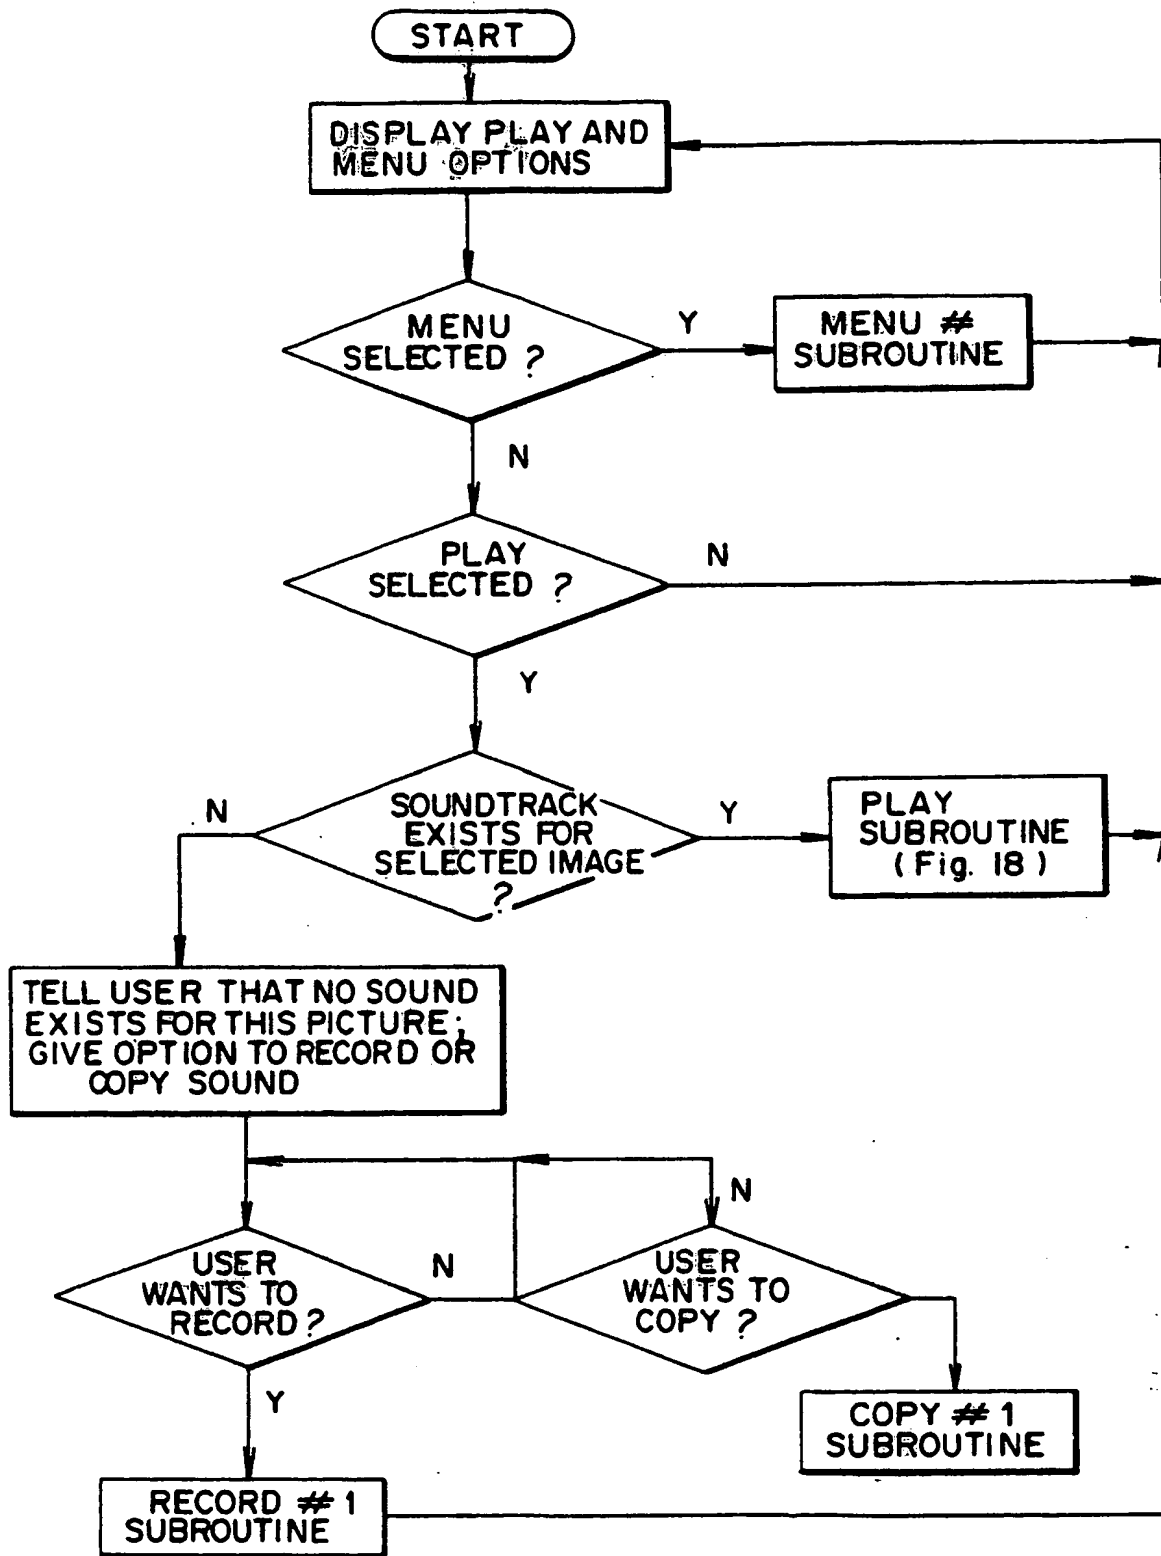 START
DISPLAY PLAY AND
MENU OPTIONS
MENU
SELECTED ?
Y
MENU #
SUBROUTINE
N
PLAY
SELECTED ?
N
Y
SOUNDTRACK
EXISTS FOR
SELECTED IMAGE
?
N
Y
PLAY
SUBROUTINE
(Fig. 18)
TELL USER THAT NO SOUND
EXISTS FOR THIS PICTURE;
GIVE OPTION TO RECORD OR
COPY SOUND
N
USER
WANTS TO
RECORD?
N
USER
WANTS TO
COPY ?
Y
COPY # 1
SUBROUTINE
RECORD # 1
SUBROUTINE